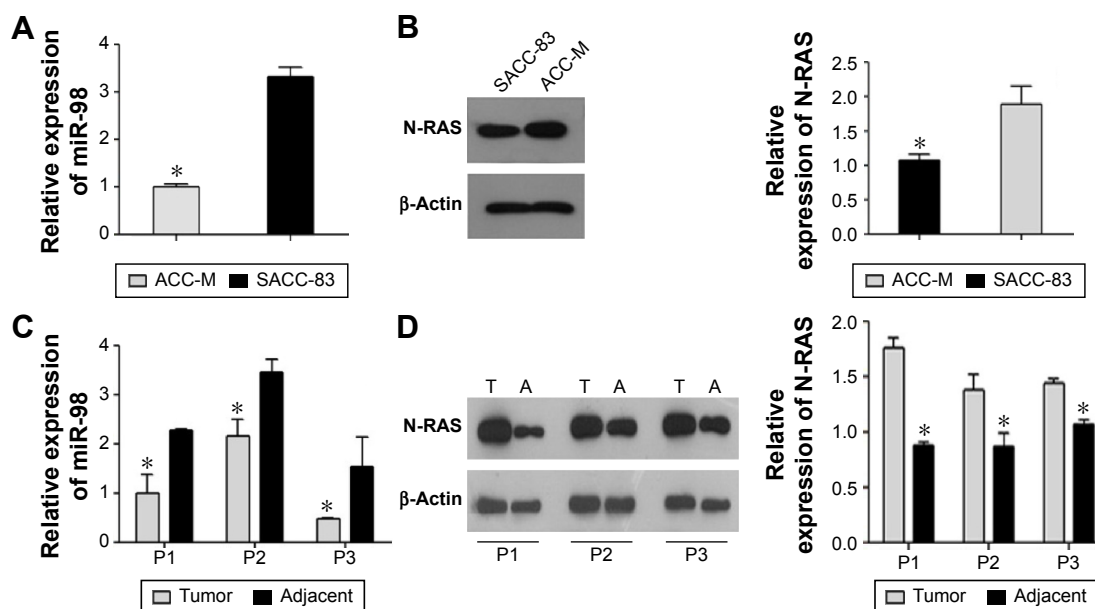 A
Relative expression
of miR-98
4
3
2
1
0
*
ACC-M SACC-83
B
SACC-83 ACC-M
N-RAS
β-Actin
Relative
expression of N-RAS
2.5
2.0
1.5
1.0
0.5
0.0
*
ACC-M SACC-83
C
Relative expression
of miR-98
4
3
2
1
0
* * *
P1 P2 P3
Tumor Adjacent
D
T A T A T A
N-RAS
β-Actin
P1 P2 P3
Relative
expression of N-RAS
2.0
1.5
1.0
0.5
0.0
* * *
P1 P2 P3
Tumor Adjacent